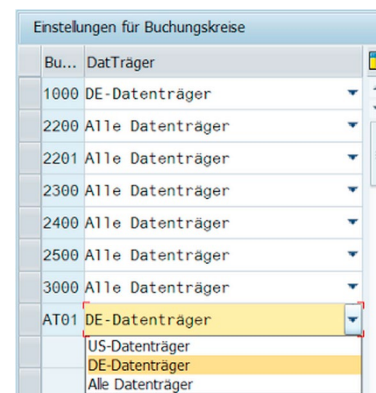 Einstellungen für Buchungskreise
Bu... DatTräger
1000 DE-Datenträger
2200 Alle Datenträger
2201 Alle Datenträger
2300 Alle Datenträger
2400 Alle Datenträger
2500 Alle Datenträger
3000 Alle Datenträger
AT01 DE-Datenträger
US-Datenträger
DE-Datenträger
Alle Datenträger